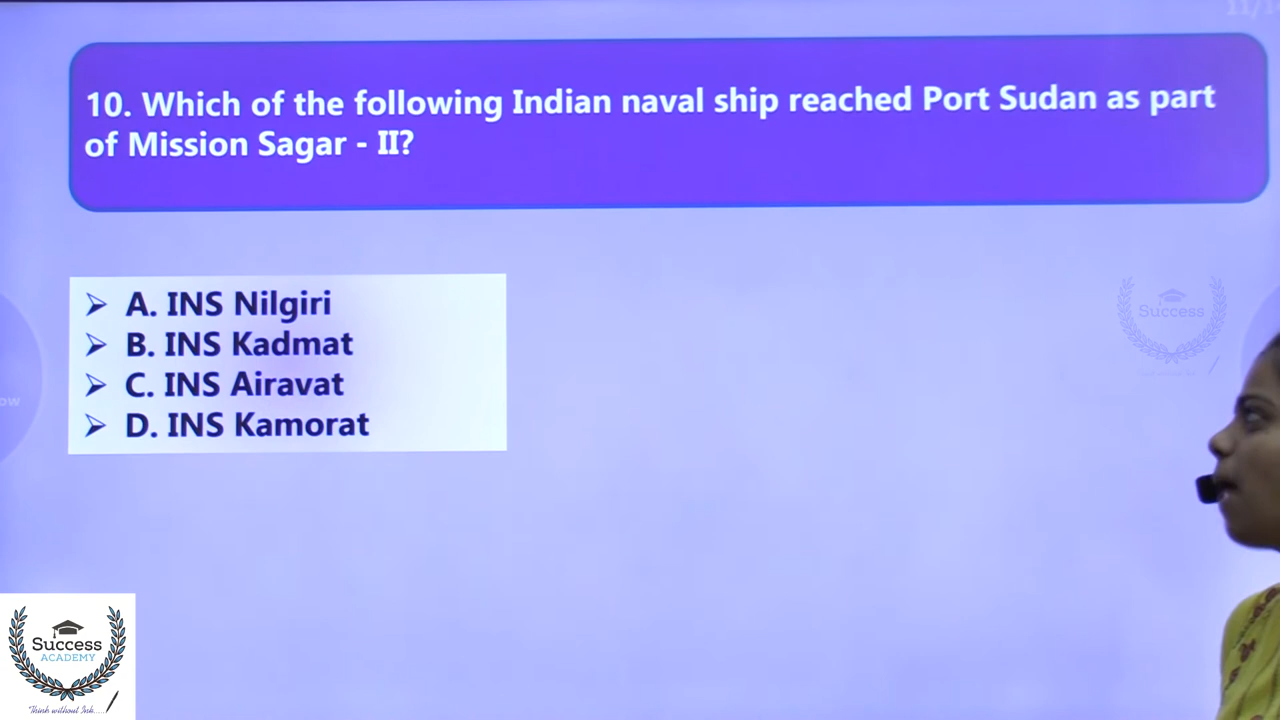 10. Which of the following Indian naval ship reached Port Sudan as part
of Mission Sagar - II?
➢ A. INS Nilgiri
➢ B. INS Kadmat
➢ C. INS Airavat
➢ D. INS Kamorat
Success
Success
ACADEMY
"Think without Ink.....